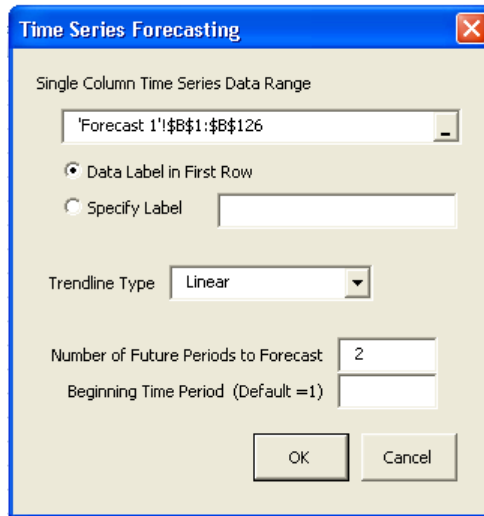 Time Series Forecasting
Single Column Time Series Data Range
'Forecast 1'!$B$1:$B$126
Data Label in First Row
Specify Label
Trendline Type Linear
Number of Future Periods to Forecast 2
Beginning Time Period (Default =1)
OK Cancel